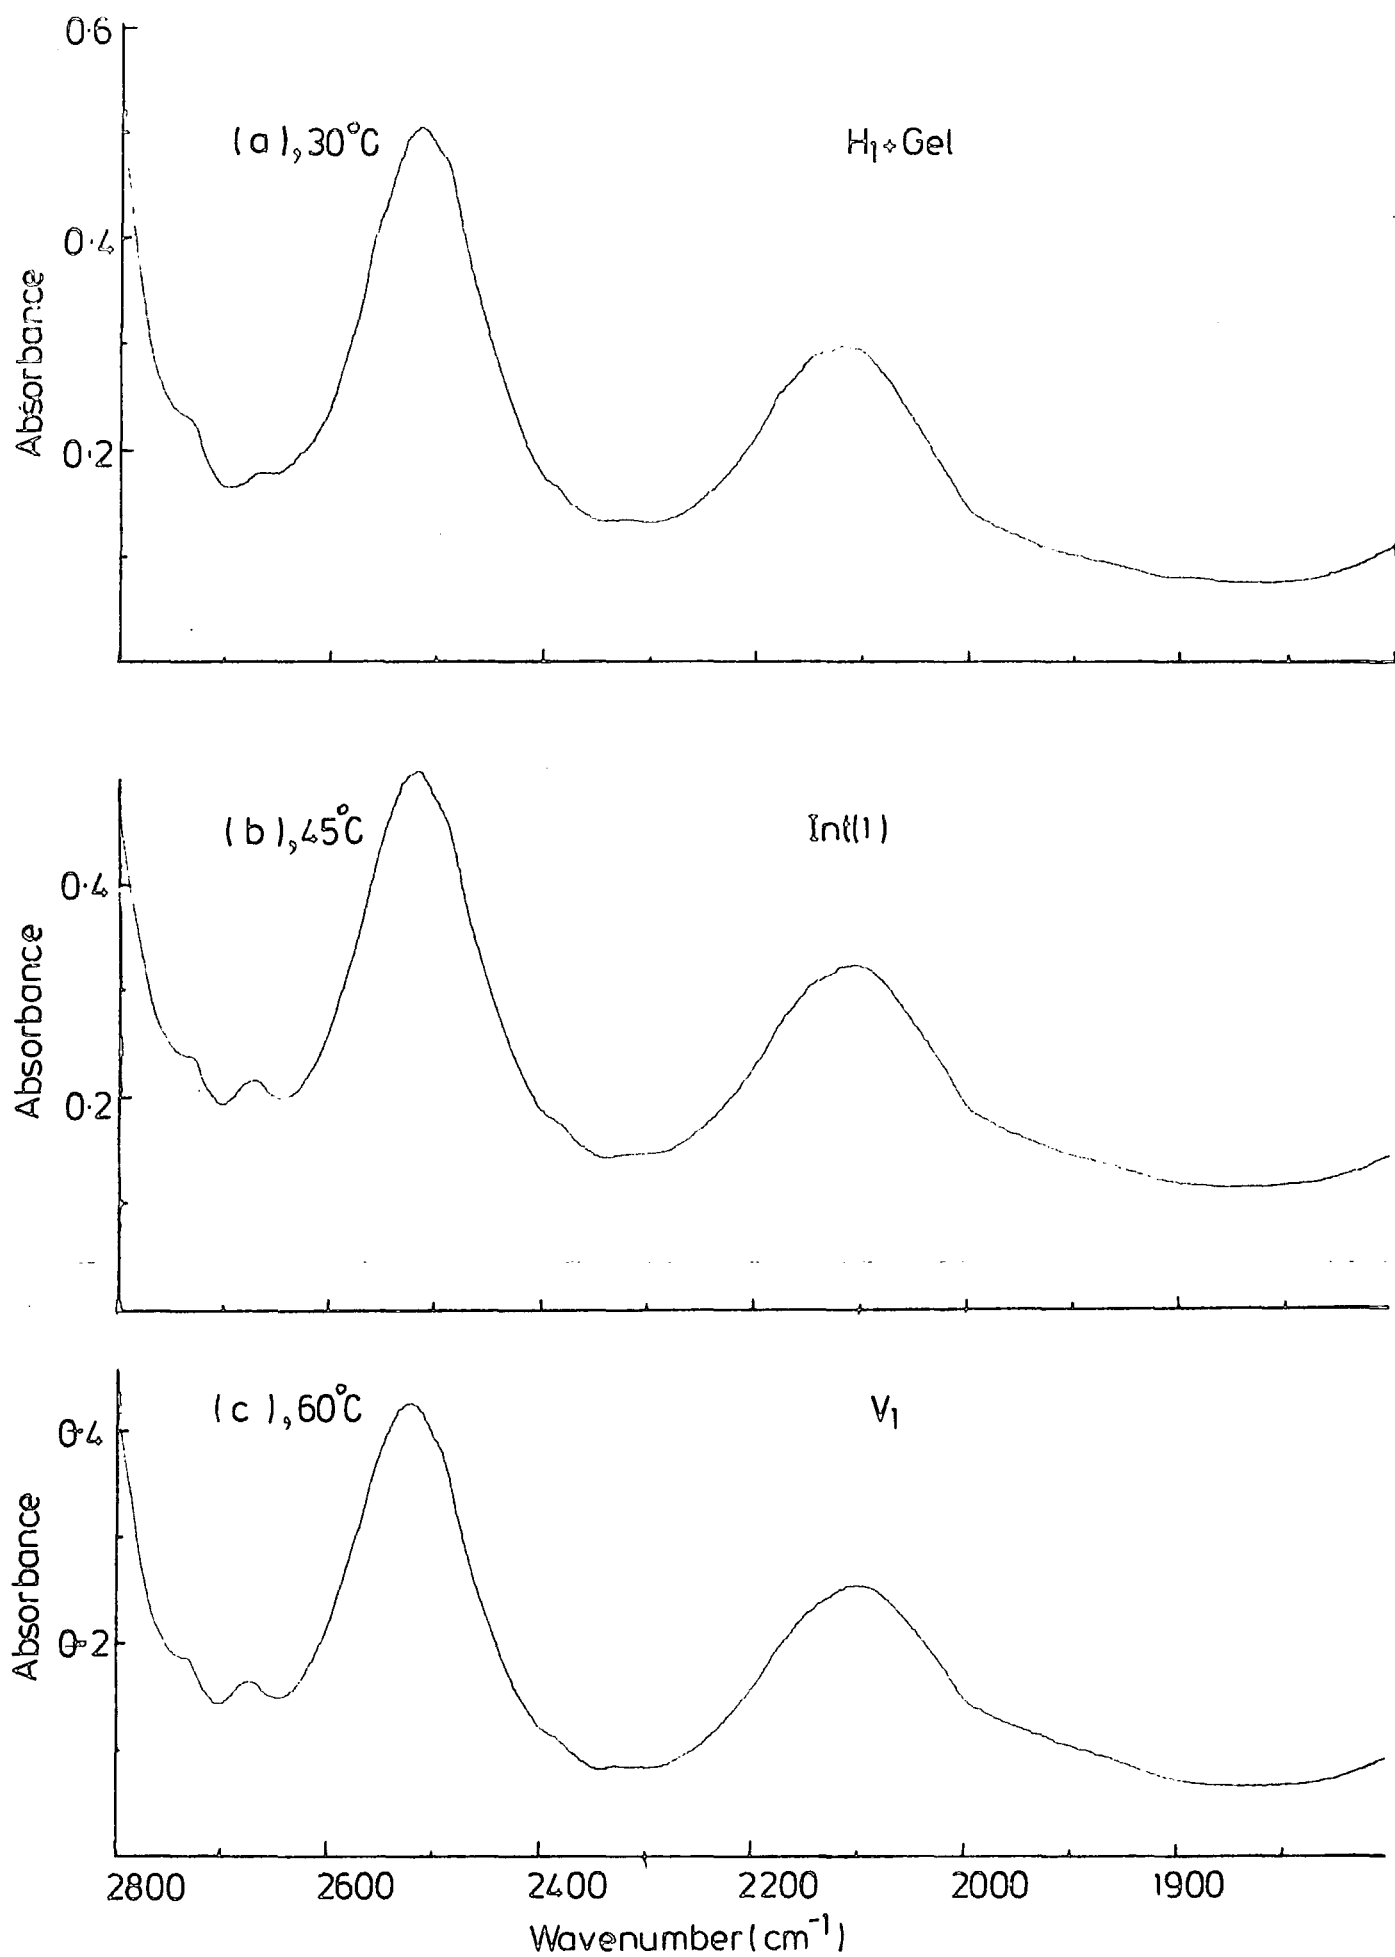 0·6
(a), 30°C
H₁+Gel
0·4
Absorbance
0·2
(b), 45°C
Int(1)
0·4
Absorbance
0·2
(c), 60°C
V₁
0·4
Absorbance
0·2
2800 2600 2400 2200 2000 1900
Wavenumber (cm⁻¹)